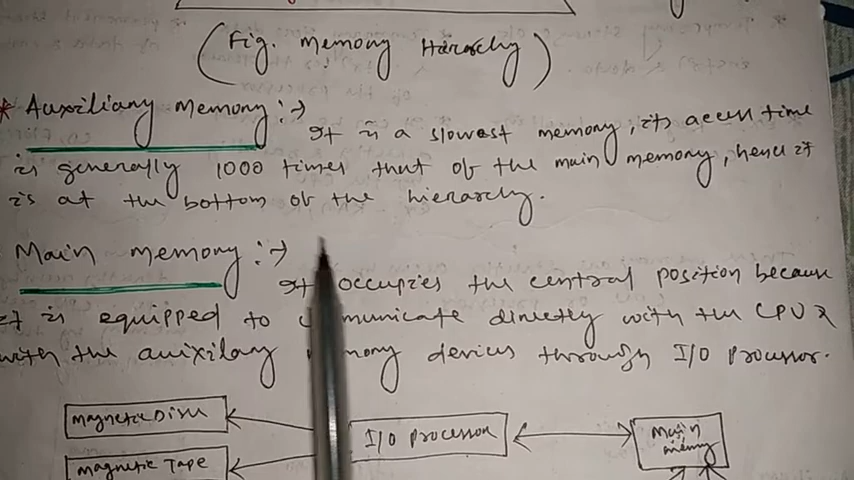 (Fig. Memory Hierarchy)
* Auxiliany Memory :→
It is a slowest memory, its access time
is generally 1000 times that of the main memory, hence it
is at the bottom of the hierarchy.
Main memory :→
It occupies the central position because
it is equipped to communicate directly with the CPU &
with the auixilary memory devices through I/O Processor.
Magnetic Disk
I/O Processor
Main memory
Magnetic Tape